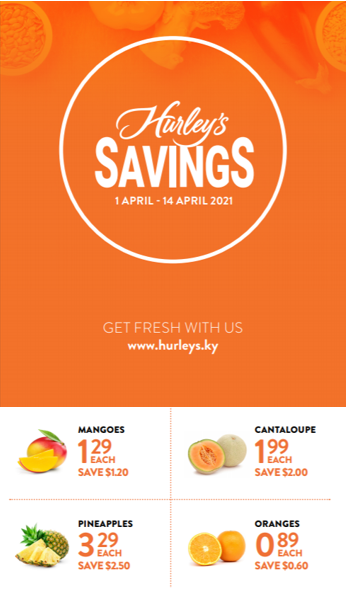 Hurley's
SAVINGS
1 APRIL - 14 APRIL 2021
GET FRESH WITH US
www.hurleys.ky
MANGOES
1 29
EACH
SAVE $1.20
CANTALOUPE
1 99
EACH
SAVE $2.00
PINEAPPLES
3 29
EACH
SAVE $2.50
ORANGES
0 89
EACH
SAVE $0.60